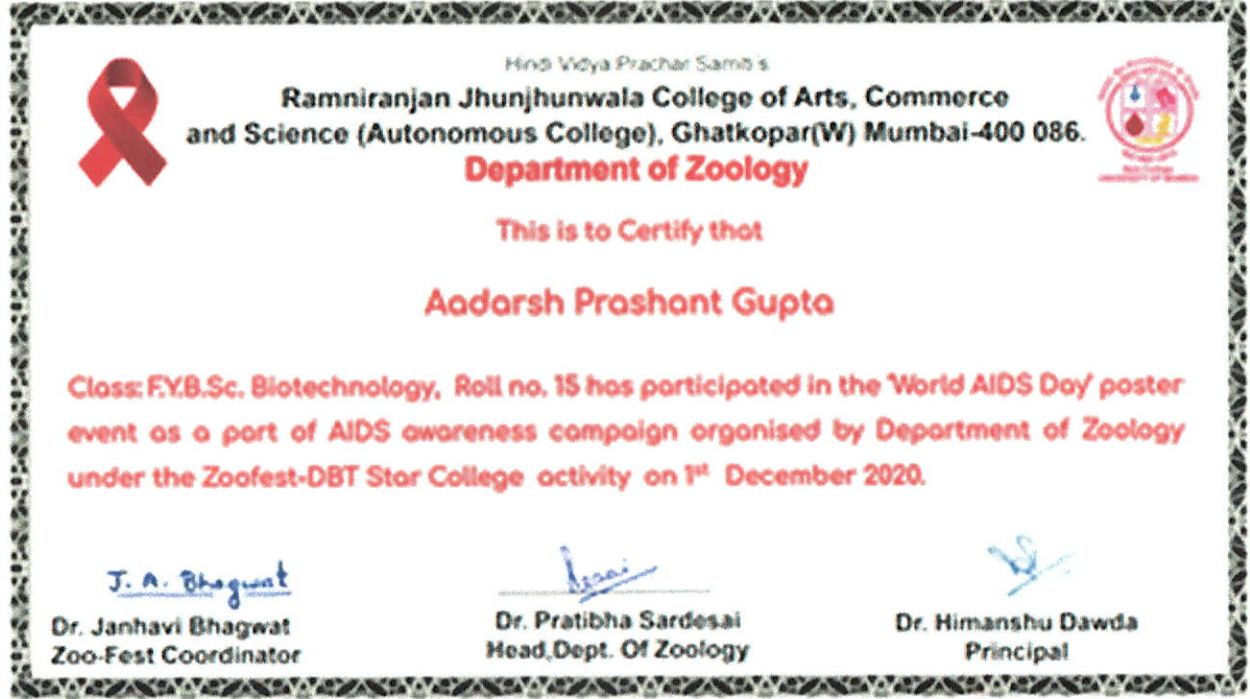 Hindi Vidya Prachar Samiti's
Ramniranjan Jhunjhunwala College of Arts, Commerce
and Science (Autonomous College), Ghatkopar(W) Mumbai-400 086.
Department of Zoology
This is to Certify that
Aadarsh Prashant Gupta
Class: F.Y.B.Sc. Biotechnology, Roll no. 15 has participated in the 'World AIDS Day' poster
event as a part of AIDS awareness campaign organised by Department of Zoology
under the Zoofest-DBT Star College activity on 1st December 2020.
J. A. Bhagwat
Desai
Dr. Janhavi Bhagwat
Zoo-Fest Coordinator
Dr. Pratibha Sardesai
Head,Dept. Of Zoology
Dr. Himanshu Dawda
Principal